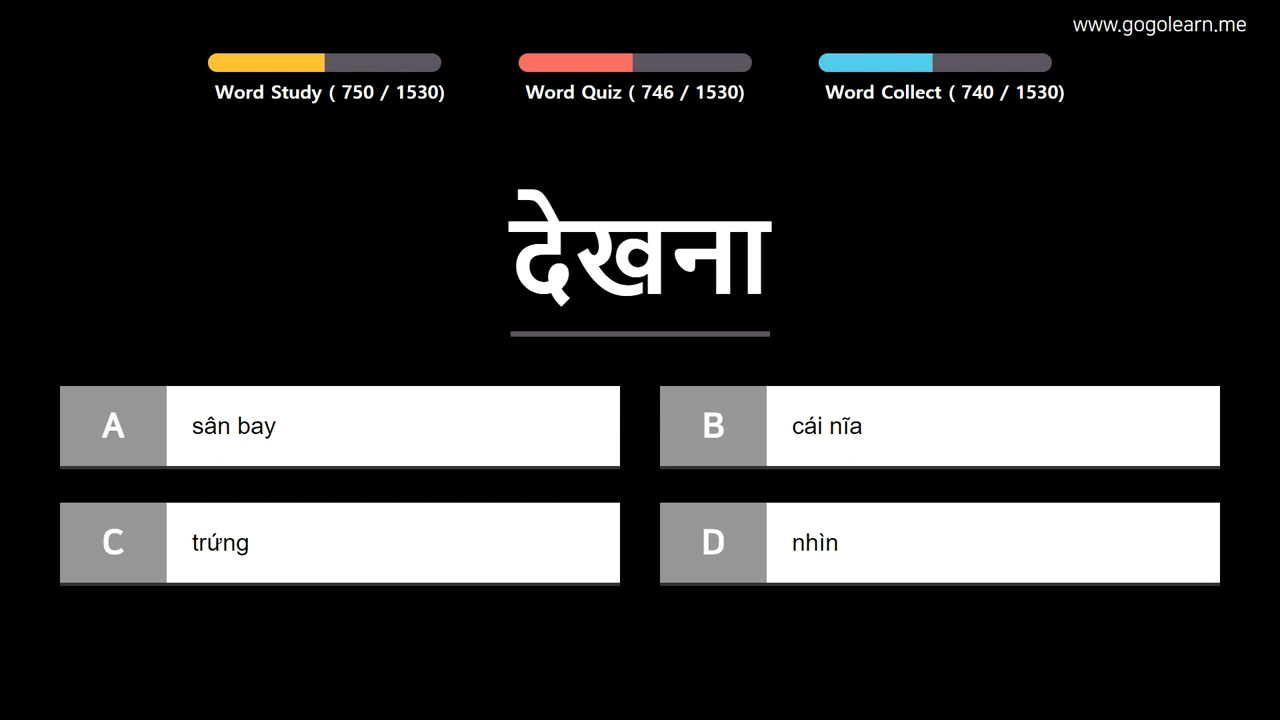 www.gogolearn.me
Word Study ( 750 / 1530)
Word Quiz ( 746 / 1530)
Word Collect ( 740 / 1530)
देखना
A sân bay
B cái nĩa
C trứng
D nhìn